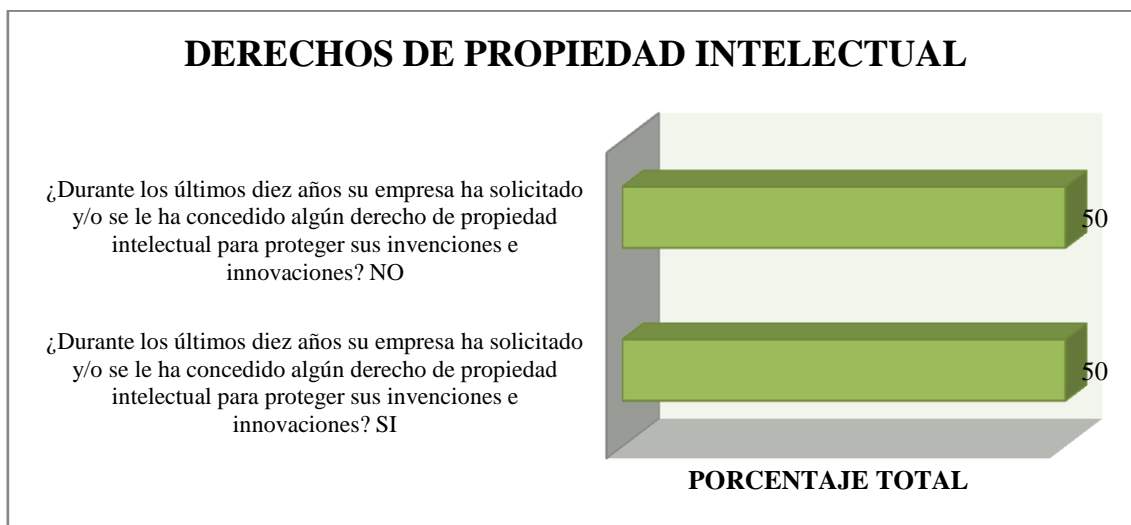 DERECHOS DE PROPIEDAD INTELECTUAL
¿Durante los últimos diez años su empresa ha solicitado
y/o se le ha concedido algún derecho de propiedad
intelectual para proteger sus invenciones e
innovaciones? NO
50
¿Durante los últimos diez años su empresa ha solicitado
y/o se le ha concedido algún derecho de propiedad
intelectual para proteger sus invenciones e
innovaciones? SI
50
PORCENTAJE TOTAL